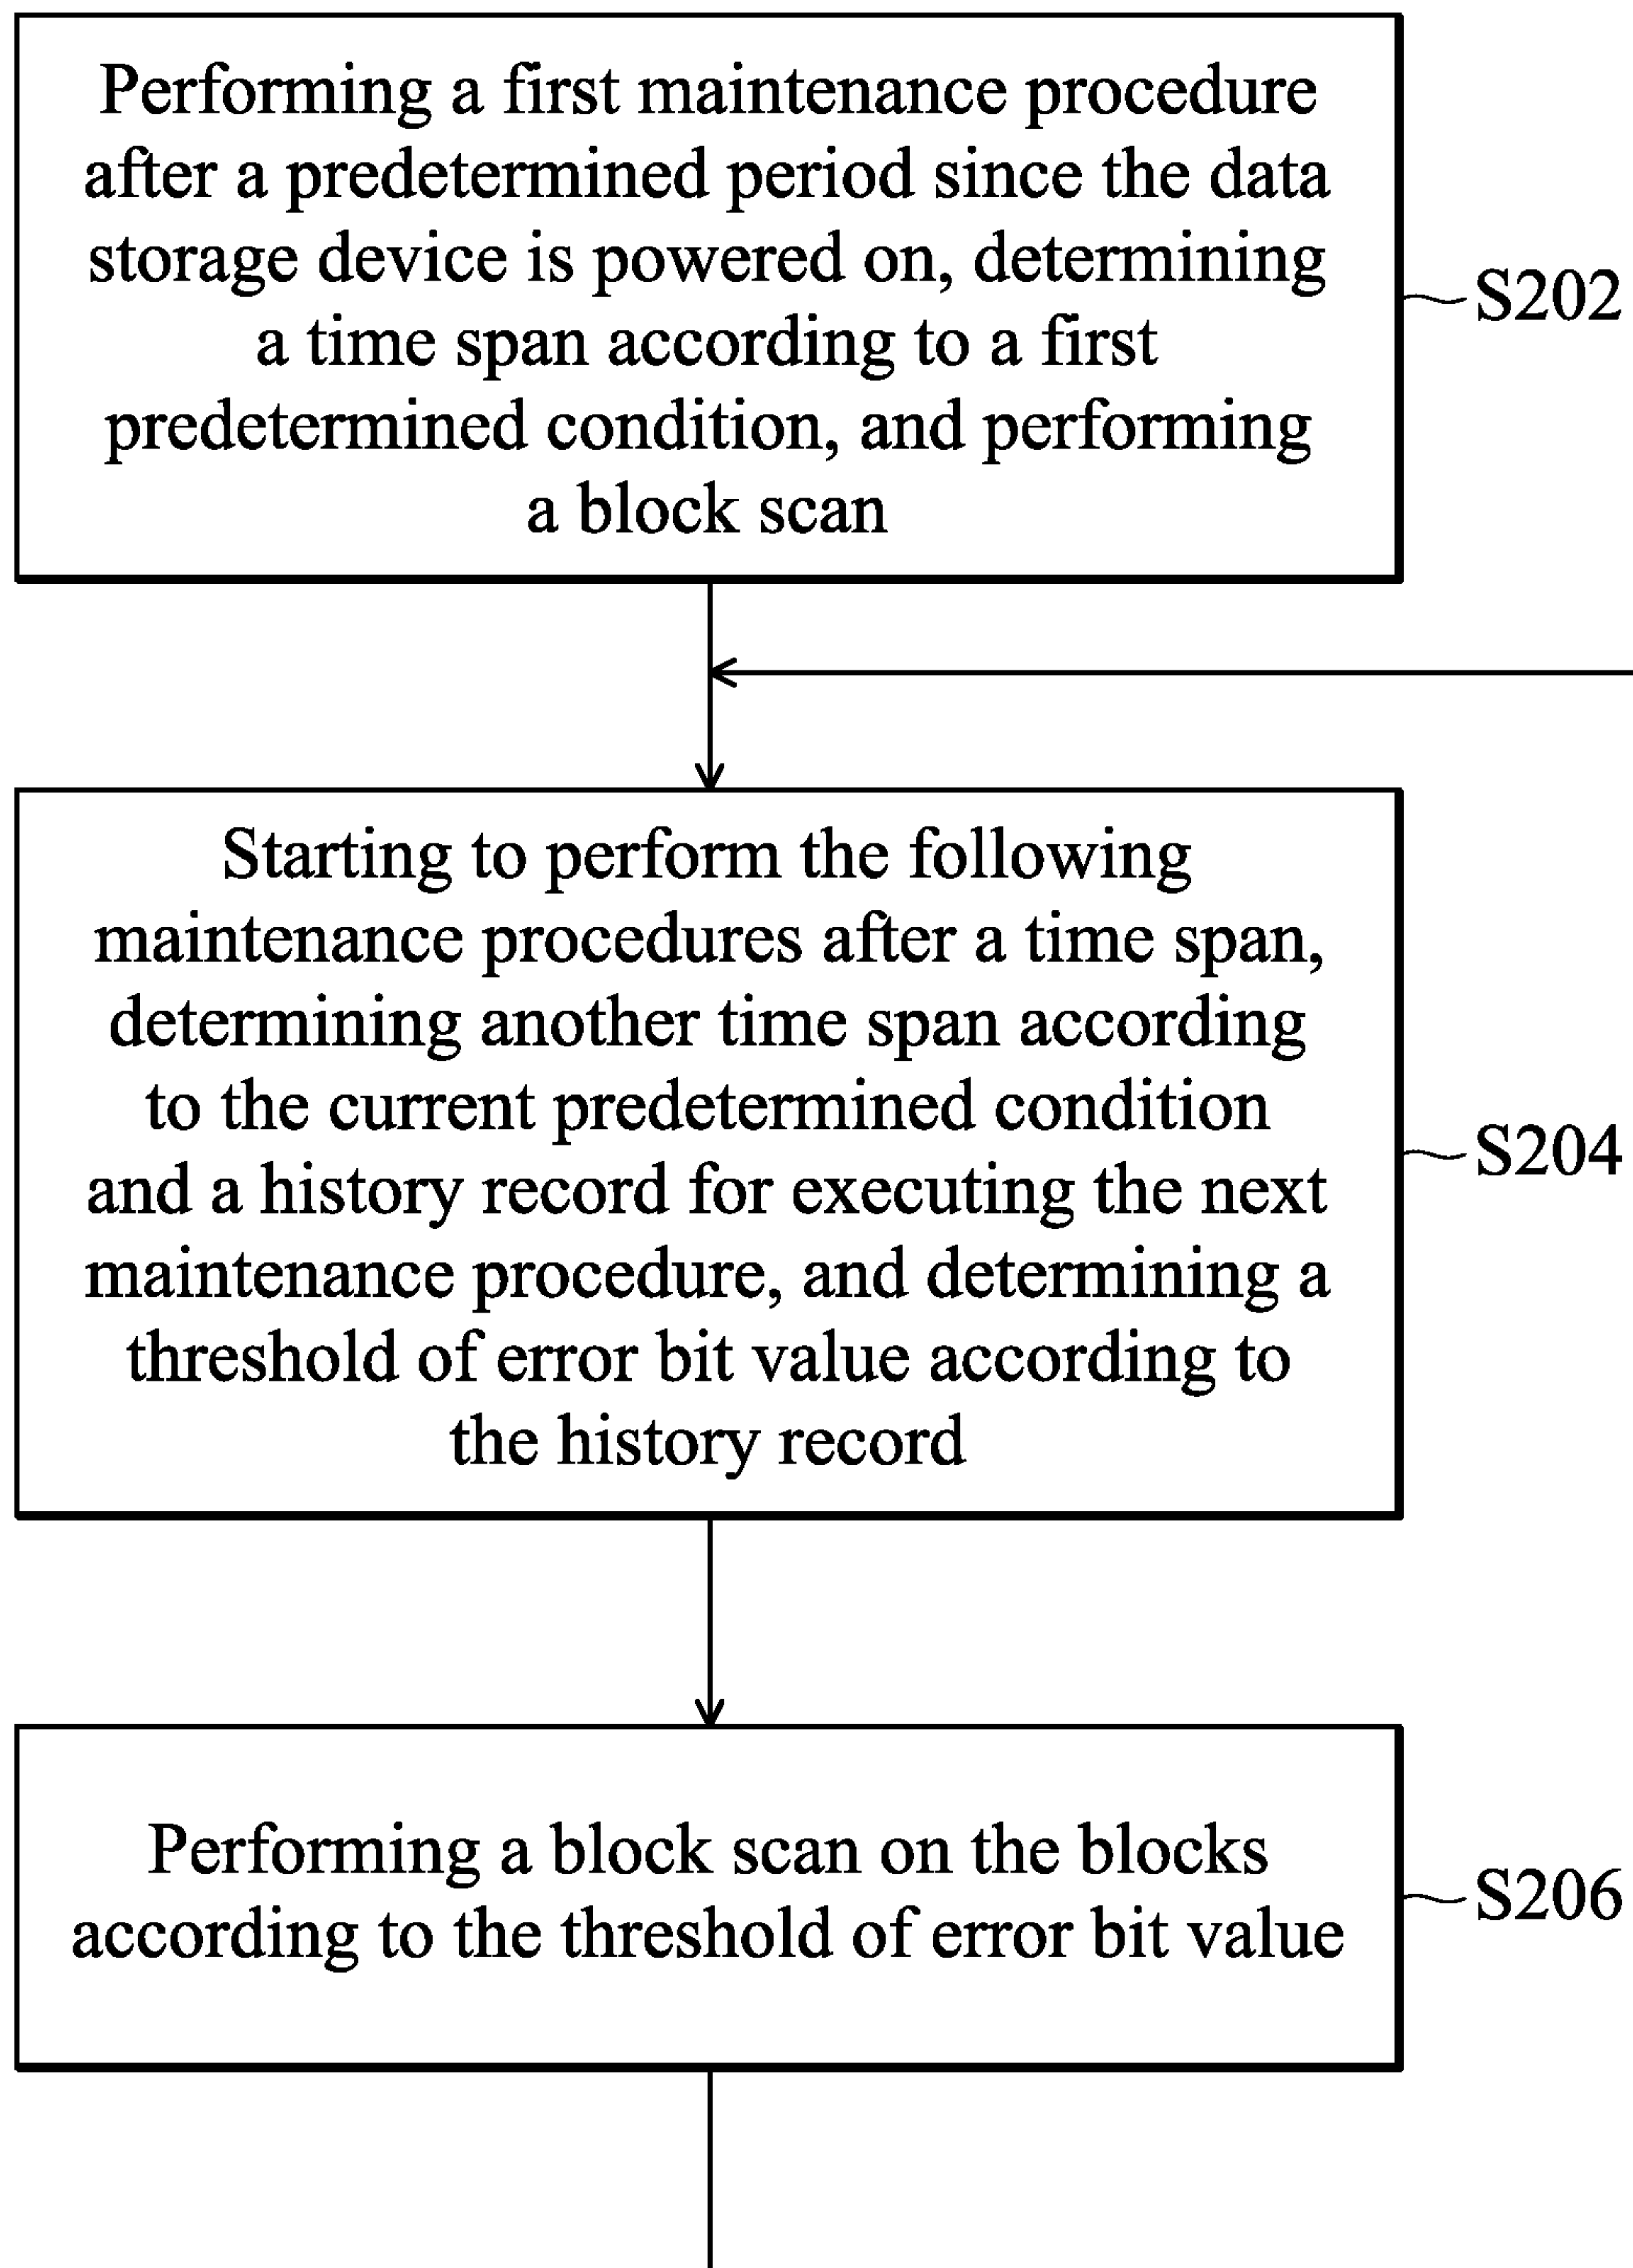 Performing a first maintenance procedure
after a predetermined period since the data
storage device is powered on, determining
a time span according to a first
predetermined condition, and performing
a block scan
S202
Starting to perform the following
maintenance procedures after a time span,
determining another time span according
to the current predetermined condition
and a history record for executing the next
maintenance procedure, and determining a
threshold of error bit value according to
the history record
S204
Performing a block scan on the blocks
according to the threshold of error bit value
S206